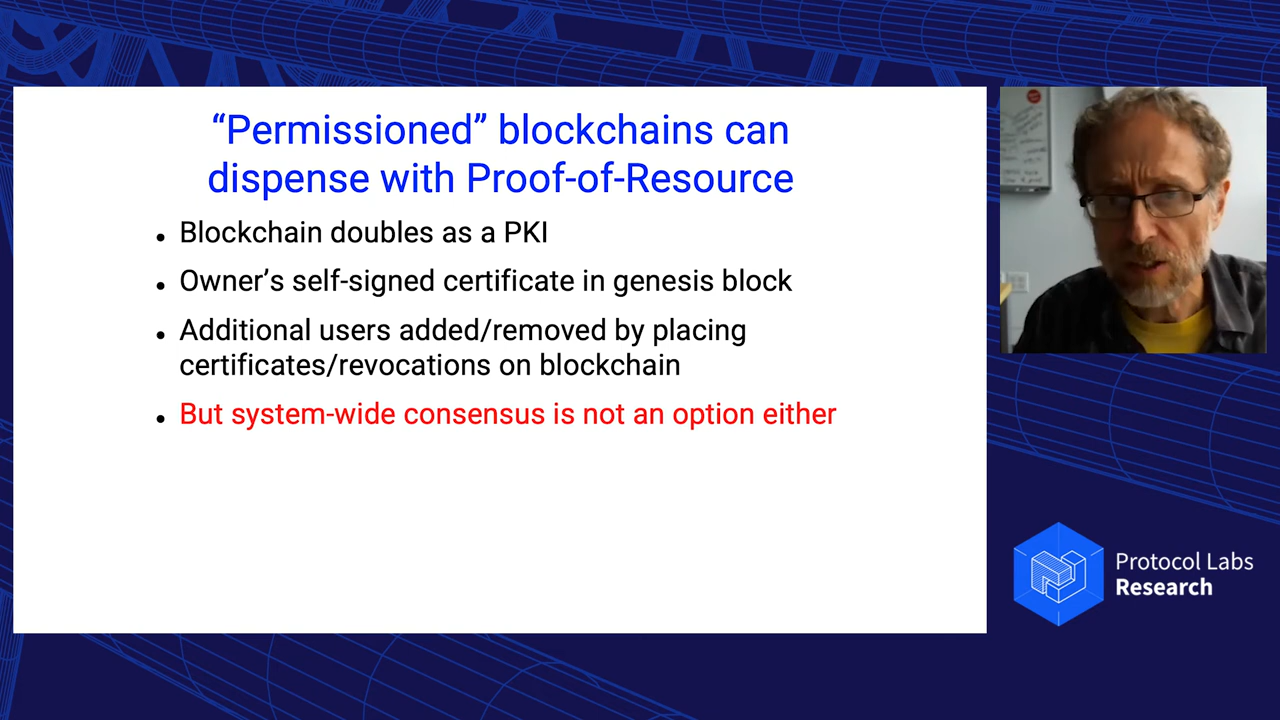 “Permissioned” blockchains can
dispense with Proof-of-Resource
Blockchain doubles as a PKI
Owner’s self-signed certificate in genesis block
Additional users added/removed by placing
certificates/revocations on blockchain
But system-wide consensus is not an option either
Protocol Labs
Research